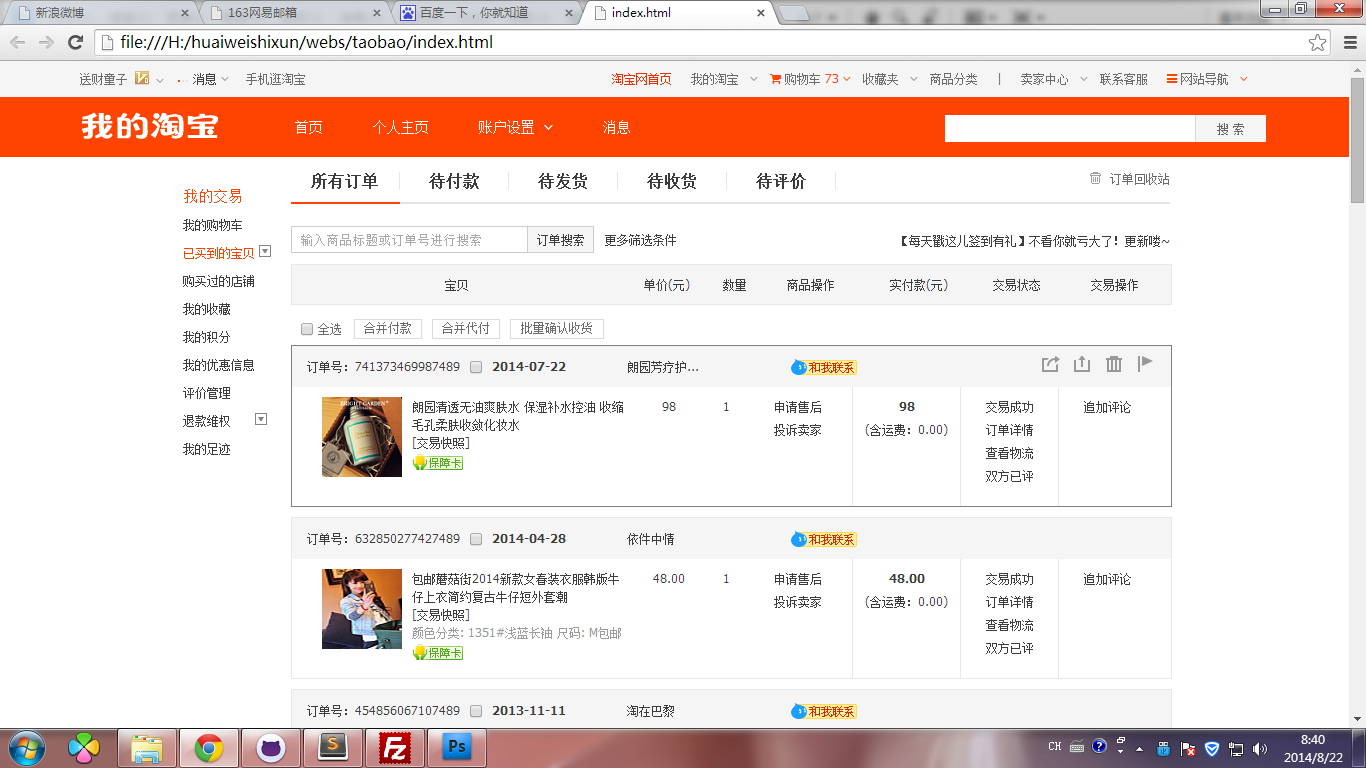 新浪微博 163网易邮箱 百度一下，你就知道 index.html
file:///H:/huaiweishixun/webs/taobao/index.html
送财童子 消息 手机逛淘宝 淘宝网首页 我的淘宝 购物车 73 收藏夹 商品分类 | 卖家中心 联系客服 网站导航
我的淘宝 首页 个人主页 账户设置 消息 搜 索
所有订单 待付款 待发货 待收货 待评价 订单回收站
我的交易
我的购物车
已买到的宝贝
购买过的店铺
我的收藏
我的积分
我的优惠信息
评价管理
退款维权
我的足迹
输入商品标题或订单号进行搜索 订单搜索 更多筛选条件 【每天戳这儿签到有礼】不看你就亏大了！更新喽~
宝贝 单价(元) 数量 商品操作 实付款(元) 交易状态 交易操作
全选 合并付款 合并代付 批量确认收货
订单号：741373469987489 2014-07-22 朗园芳疗护... 和我联系
朗园清透无油爽肤水 保湿补水控油 收缩 98 1 申请售后 98 交易成功 追加评论
毛孔柔肤收敛化妆水 投诉卖家 (含运费：0.00) 订单详情
[交易快照] 查看物流
保障卡 双方已评
BRIGHT GARDEN
订单号：632850277427489 2014-04-28 依件中情 和我联系
包邮蘑菇街2014新款女春装衣服韩版牛 48.00 1 申请售后 48.00 交易成功 追加评论
仔上衣简约复古牛仔短外套潮 投诉卖家 (含运费：0.00) 订单详情
[交易快照] 查看物流
颜色分类: 1351#浅蓝长袖 尺码: M包邮 双方已评
保障卡
订单号：454856067107489 2013-11-11 淘在巴黎 和我联系
S Fz Ps CH 8:40
2014/8/22